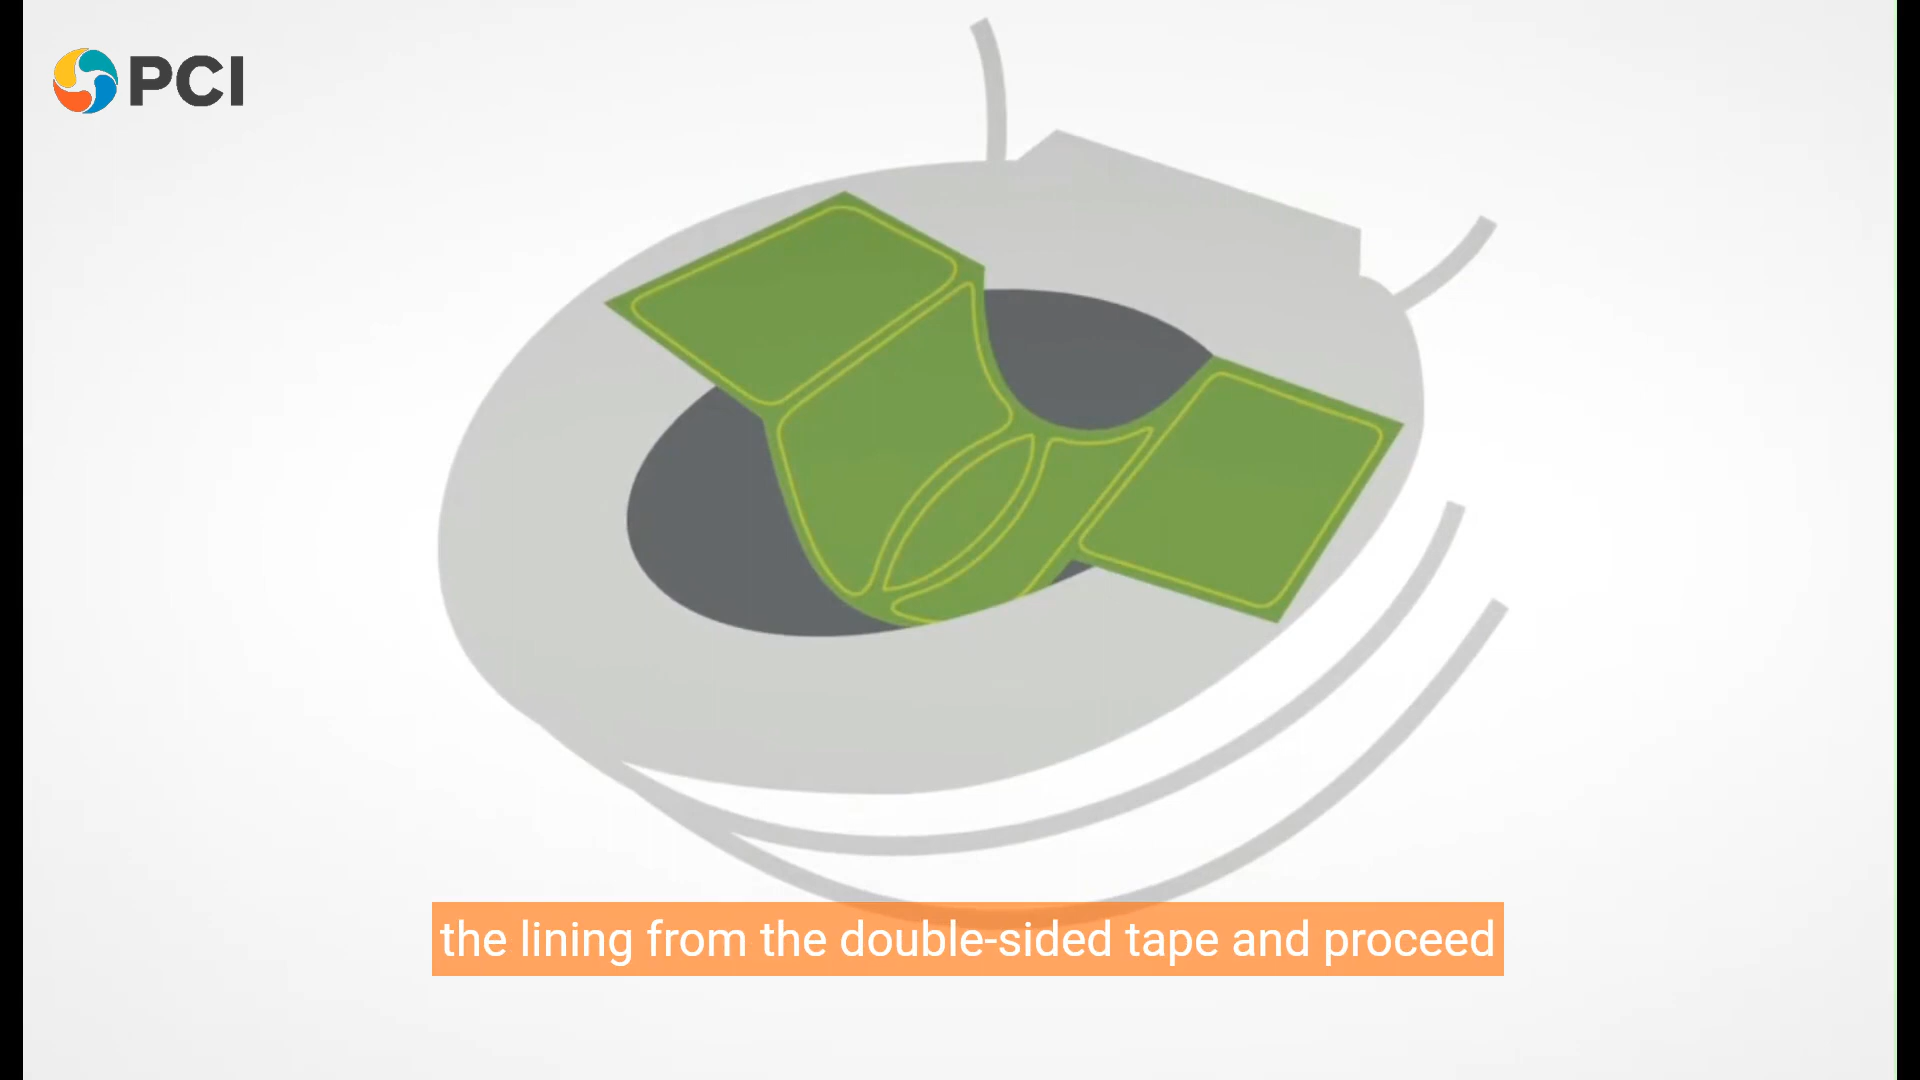 PCI
the lining from the double-sided tape and proceed